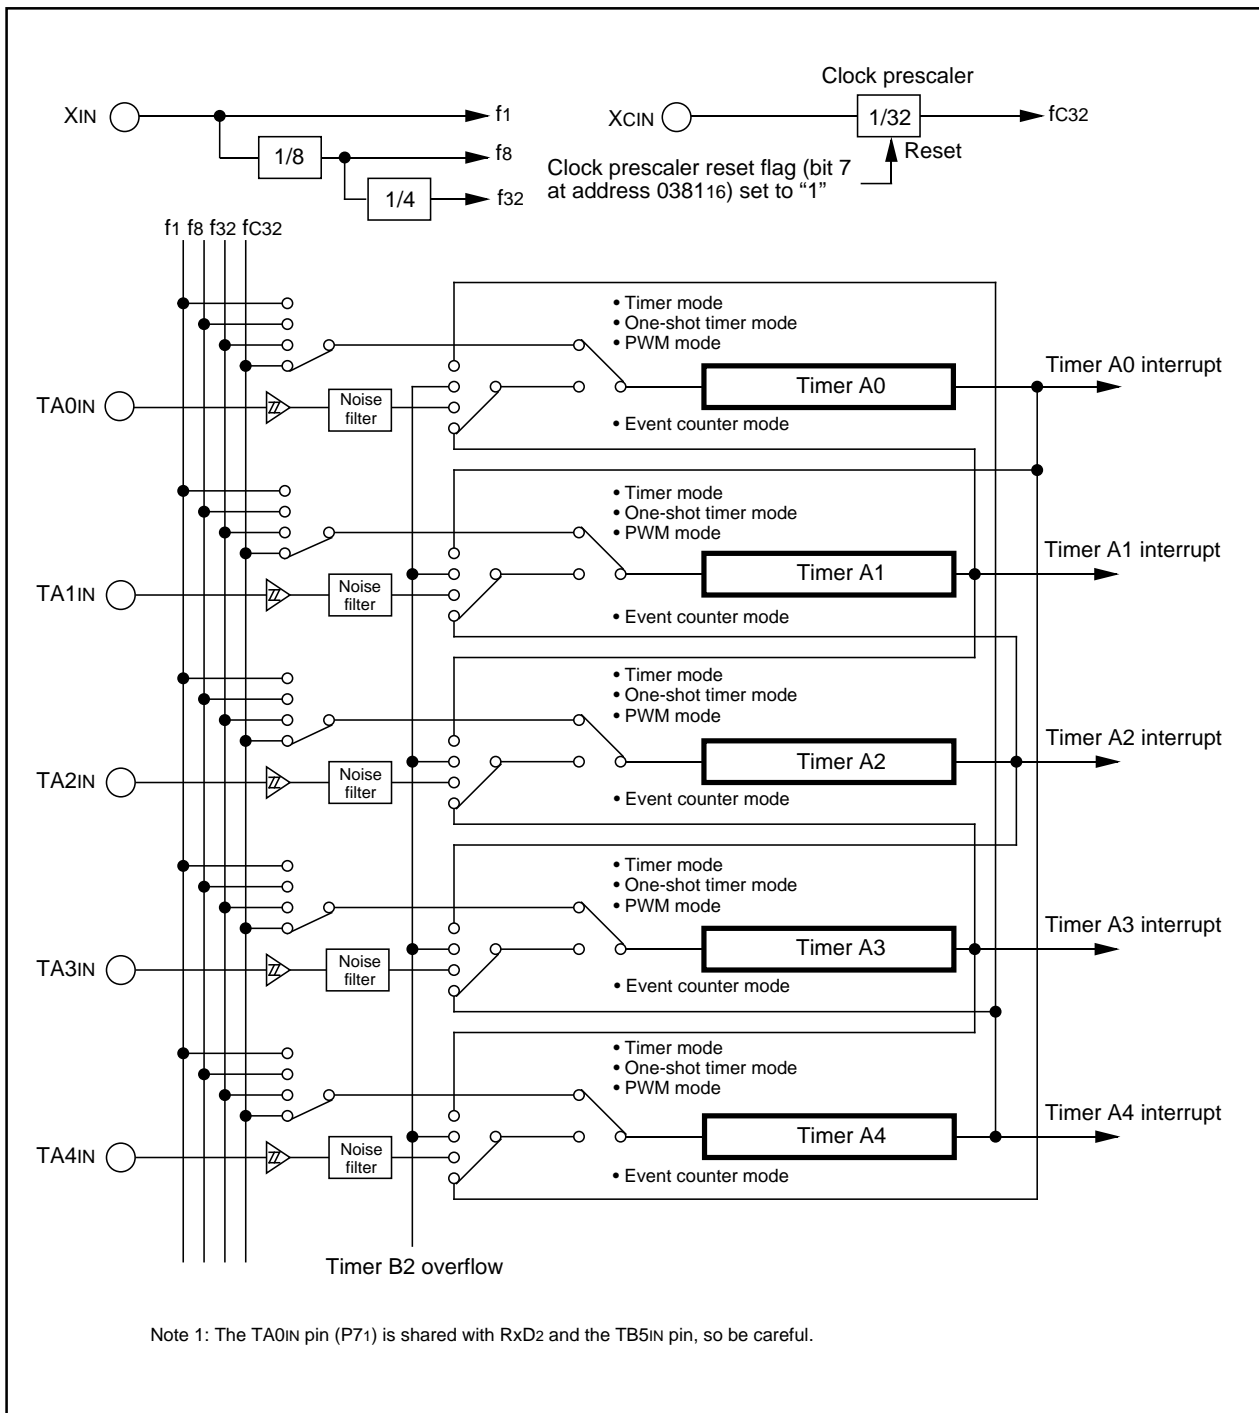 Clock prescaler
XIN
f1
XCIN
1/32
fC32
1/8
f8
Reset
Clock prescaler reset flag (bit 7
at address 038116) set to “1”
1/4
f32
f1 f8 f32 fC32
• Timer mode
• One-shot timer mode
• PWM mode
Timer A0 interrupt
Timer A0
TA0IN
Noise
filter
• Event counter mode
• Timer mode
• One-shot timer mode
• PWM mode
Timer A1 interrupt
Timer A1
TA1IN
Noise
filter
• Event counter mode
• Timer mode
• One-shot timer mode
• PWM mode
Timer A2 interrupt
Timer A2
TA2IN
Noise
filter
• Event counter mode
• Timer mode
• One-shot timer mode
• PWM mode
Timer A3 interrupt
Timer A3
TA3IN
Noise
filter
• Event counter mode
• Timer mode
• One-shot timer mode
• PWM mode
Timer A4 interrupt
Timer A4
TA4IN
Noise
filter
• Event counter mode
Timer B2 overflow
Note 1: The TA0IN pin (P71) is shared with RxD2 and the TB5IN pin, so be careful.